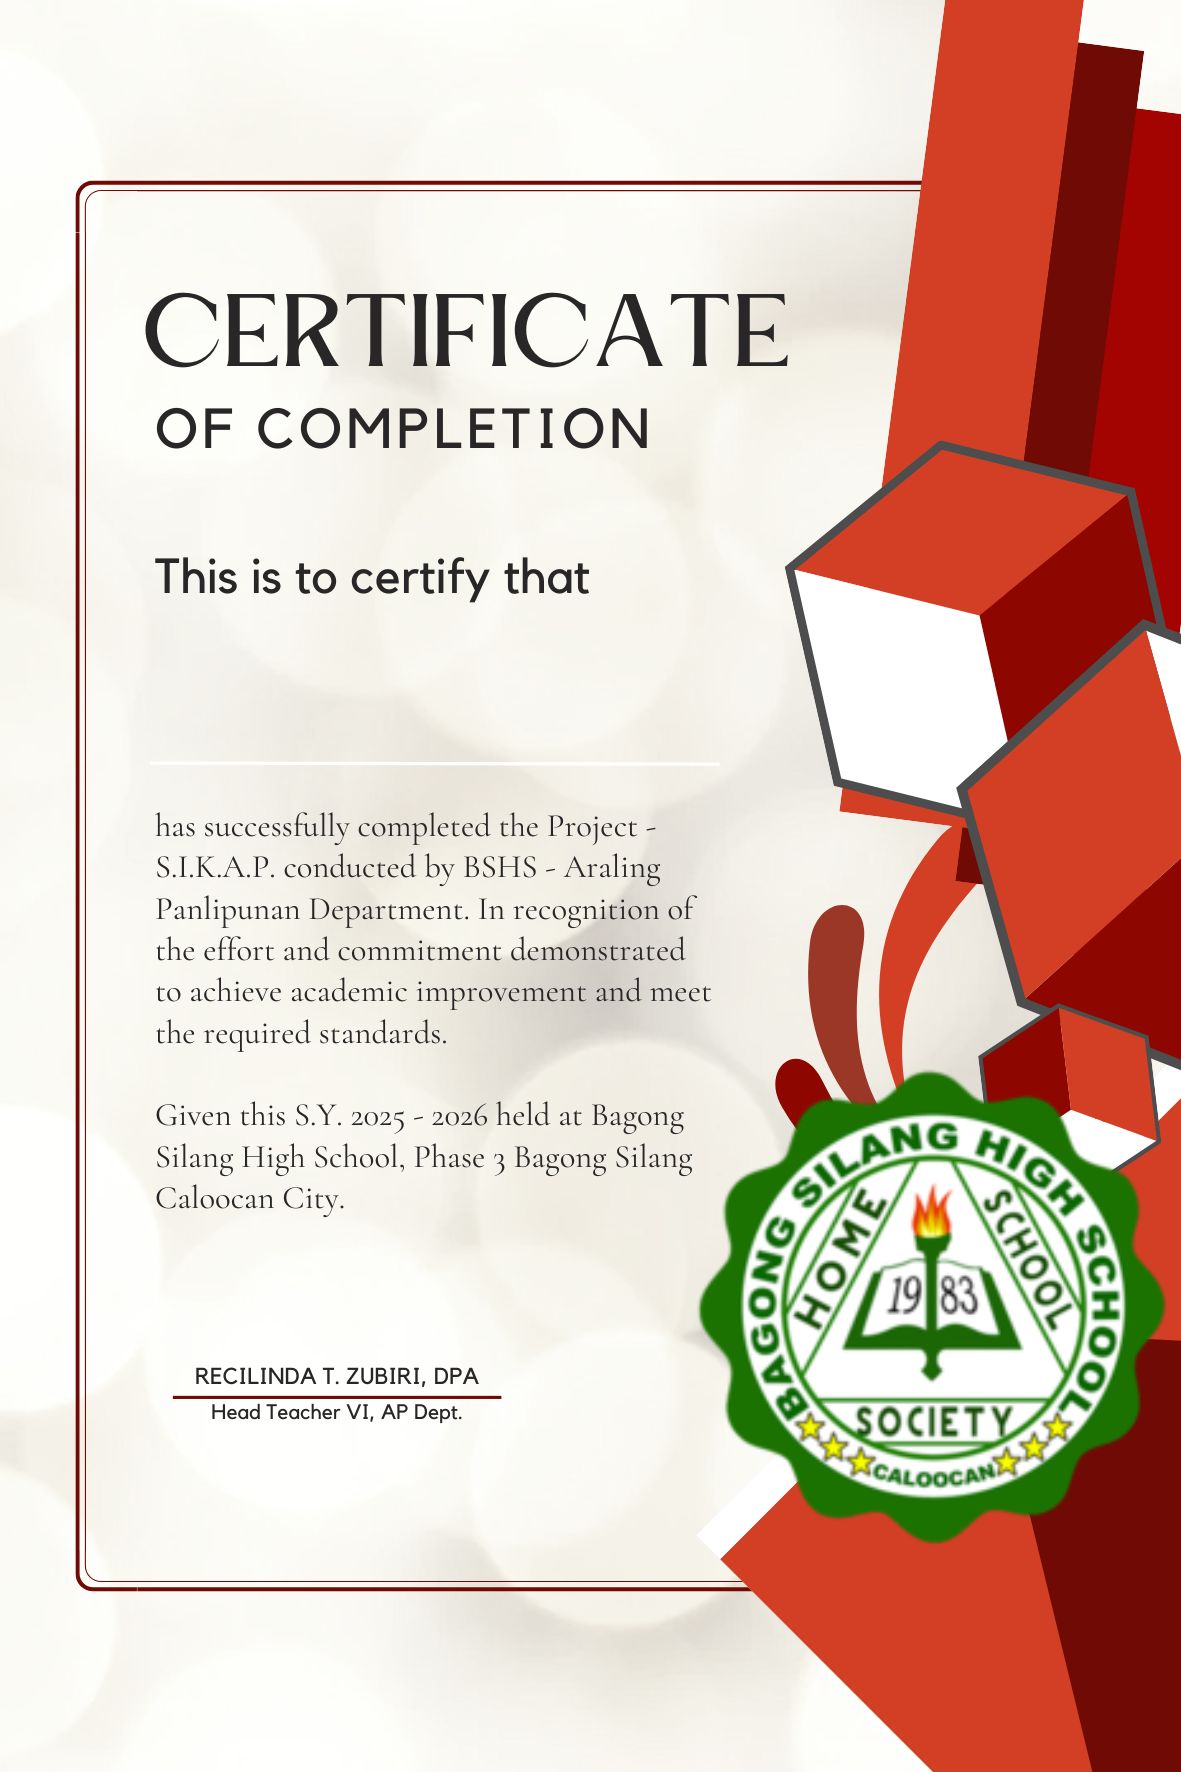 CERTIFICATE
OF COMPLETION
This is to certify that
has successfully completed the Project -
S.I.K.A.P. conducted by BSHS - Araling
Panlipunan Department. In recognition of
the effort and commitment demonstrated
to achieve academic improvement and meet
the required standards.
Given this S.Y. 2025 - 2026 held at Bagong
Silang High School, Phase 3 Bagong Silang
Caloocan City.
RECILINDA T. ZUBIRI, DPA
Head Teacher VI, AP Dept.
BAGONG SILANG HIGH SCHOOL
HOME
SCHOOL
1983
SOCIETY
CALOOCAN